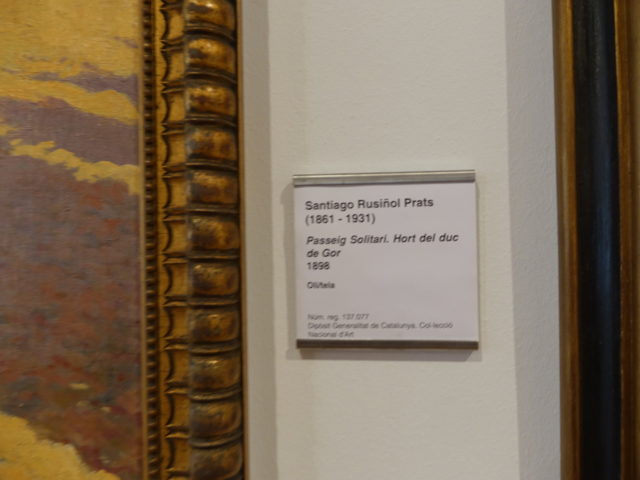 Santiago Rusiñol Prats
(1861 - 1931)
Passeig Solitari. Hort del duc
de Gor
1898
Oli/tela
Núm. reg. 137.077
Dipòsit Generalitat de Catalunya. Col·lecció
Nacional d'Art